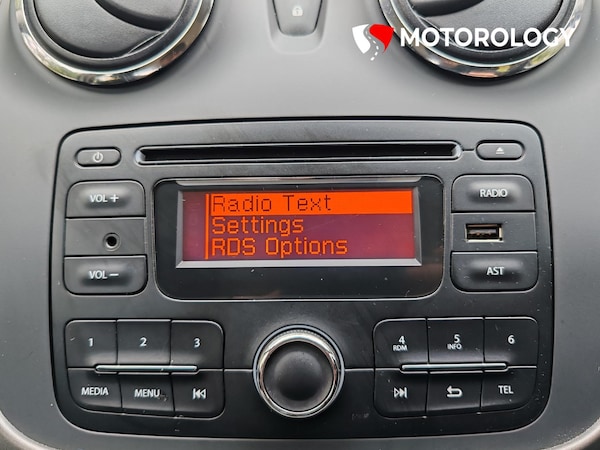 MOTOROLOGY
VOL +
VOL −
Radio Text
Settings
RDS Options
RADIO
AST
1 2 3
4 RDM 5 INFO 6
MEDIA MENU
TEL